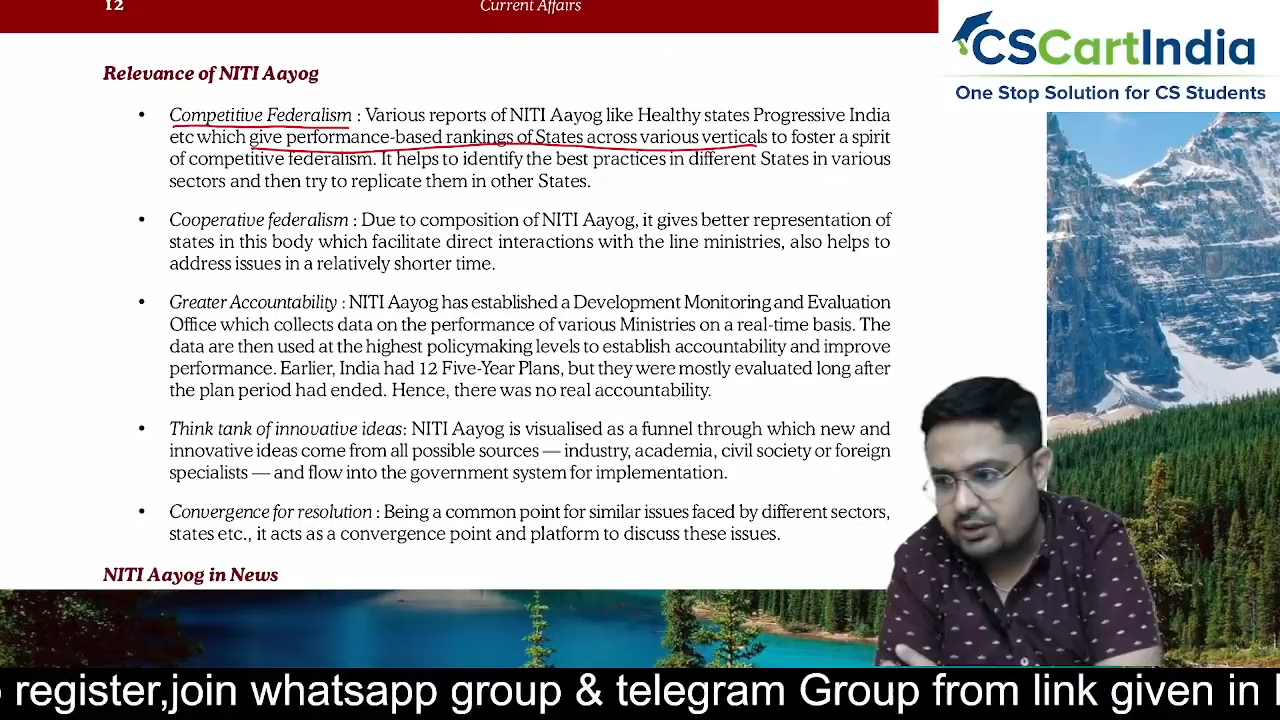 12
Current Affairs
CSCartIndia
One Stop Solution for CS Students
Relevance of NITI Aayog
• Competitive Federalism : Various reports of NITI Aayog like Healthy states Progressive India
etc which give performance-based rankings of States across various verticals to foster a spirit
of competitive federalism. It helps to identify the best practices in different States in various
sectors and then try to replicate them in other States.
• Cooperative federalism : Due to composition of NITI Aayog, it gives better representation of
states in this body which facilitate direct interactions with the line ministries, also helps to
address issues in a relatively shorter time.
• Greater Accountability : NITI Aayog has established a Development Monitoring and Evaluation
Office which collects data on the performance of various Ministries on a real-time basis. The
data are then used at the highest policymaking levels to establish accountability and improve
performance. Earlier, India had 12 Five-Year Plans, but they were mostly evaluated long after
the plan period had ended. Hence, there was no real accountability.
• Think tank of innovative ideas: NITI Aayog is visualised as a funnel through which new and
innovative ideas come from all possible sources — industry, academia, civil society or foreign
specialists — and flow into the government system for implementation.
• Convergence for resolution : Being a common point for similar issues faced by different sectors,
states etc., it acts as a convergence point and platform to discuss these issues.
NITI Aayog in News
register,join whatsapp group & telegram Group from link given in